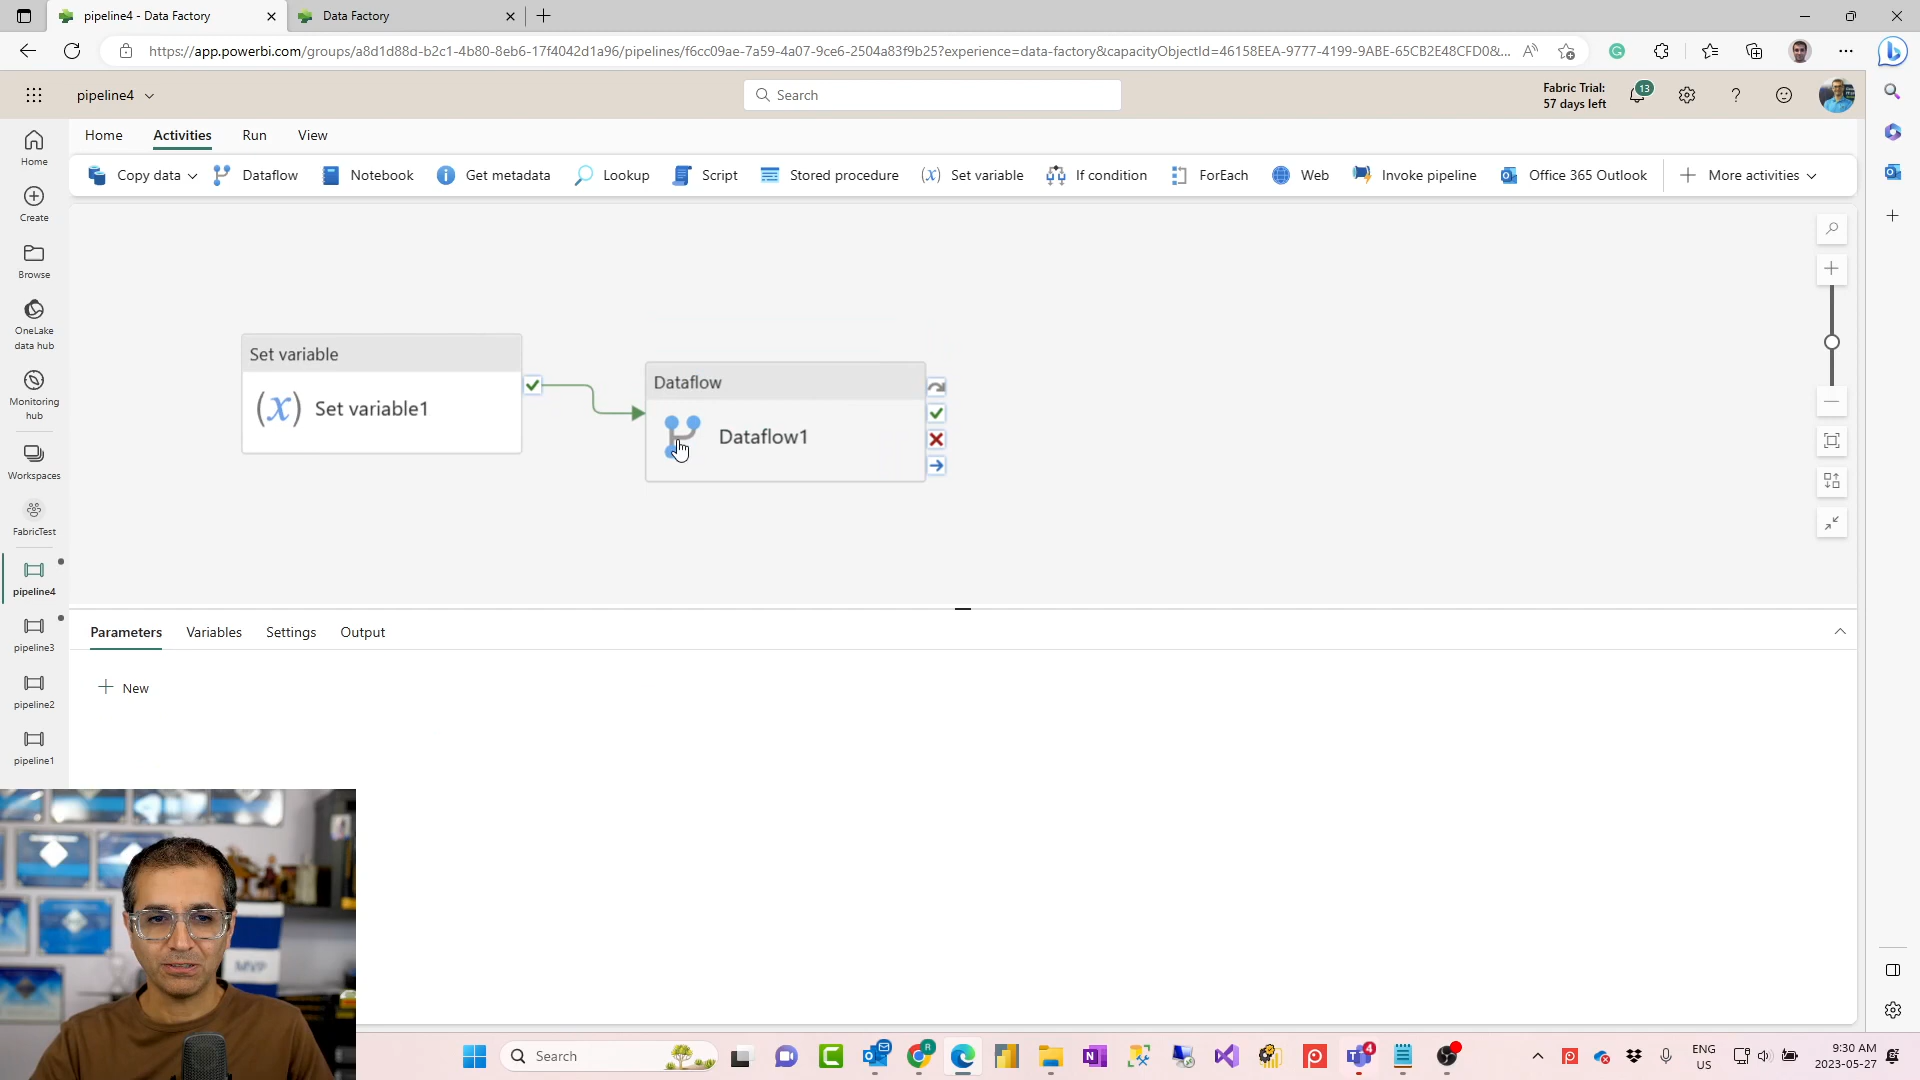 pipeline4 - Data Factory
Data Factory
https://app.powerbi.com/groups/a8d1d88d-b2c1-4b80-8eb6-17f4042d1a96/pipelines/f6cc09ae-7a59-4a07-9ce6-2504a83f9b25?experience=data-factory&capacityObjectId=46158EEA-9777-4199-9ABE-65CB2E48CFD0&...
pipeline4
Search
Fabric Trial:
57 days left
13
Home
Activities
Run
View
Copy data
Dataflow
Notebook
Get metadata
Lookup
Script
Stored procedure
Set variable
If condition
ForEach
Web
Invoke pipeline
Office 365 Outlook
More activities
Home
Create
Browse
OneLake
data hub
Monitoring
hub
Workspaces
FabricTest
pipeline4
pipeline3
pipeline2
pipeline1
Set variable
(x) Set variable1
Dataflow
Dataflow1
Parameters
Variables
Settings
Output
New
MVP
Search
4
ENG
US
9:30 AM
2023-05-27